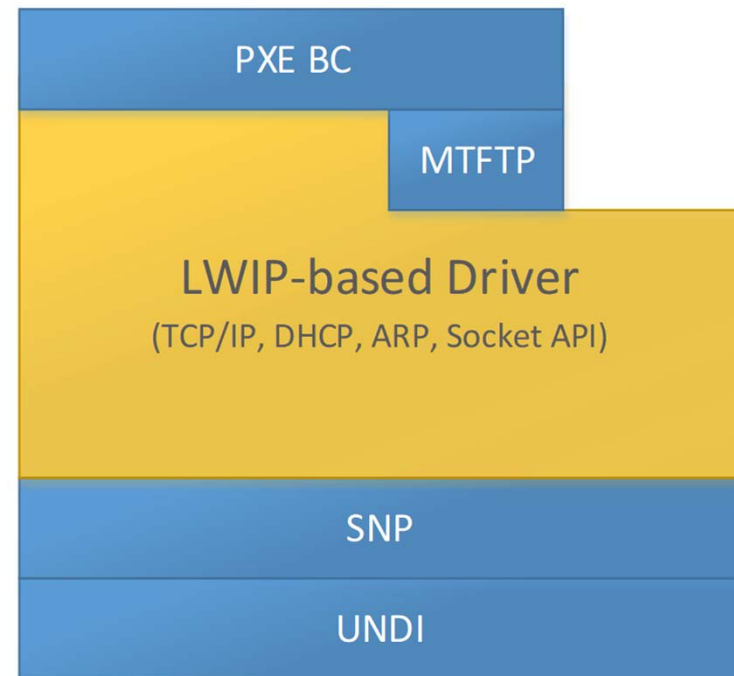 PXE BC
MTFTP
LWIP-based Driver
(TCP/IP, DHCP, ARP, Socket API)
SNP
UNDI